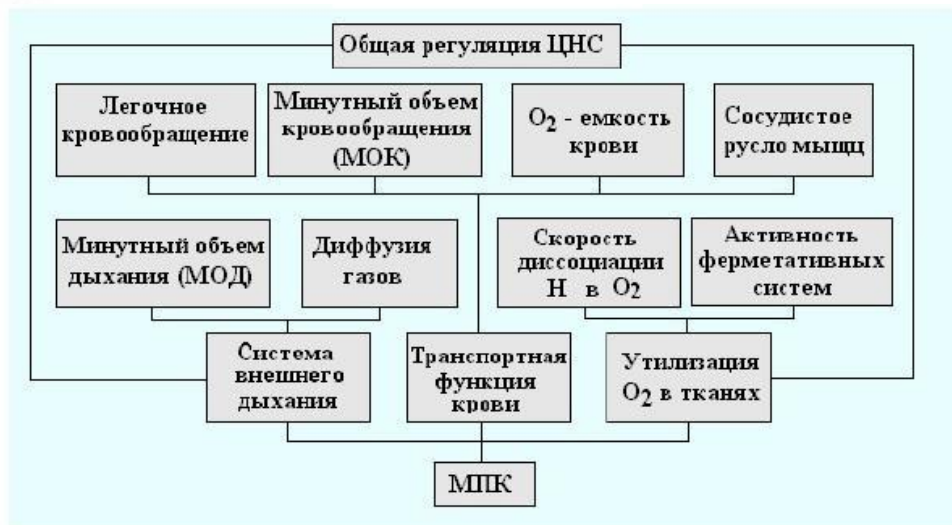 Общая регуляция ЦНС
Легочное
кровообращение
Минутный объем
кровообращения
(МОК)
O2 - емкость
крови
Сосудистое
русло мышц
Минутный объем
дыхания (МОД)
Диффузия
газов
Скорость
диссоциации
Н в O2
Активность
ферметативных
систем
Система
внешнего
дыхания
Транспортная
функция
крови
Утилизация
O2 в тканях
МПК